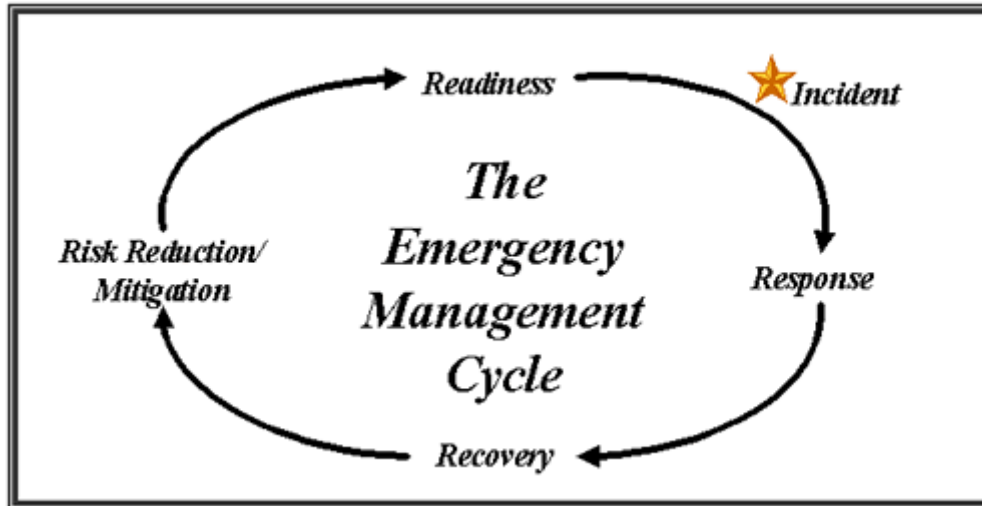 Readiness
Incident
The
Emergency
Management
Cycle
Risk Reduction/
Mitigation
Response
Recovery